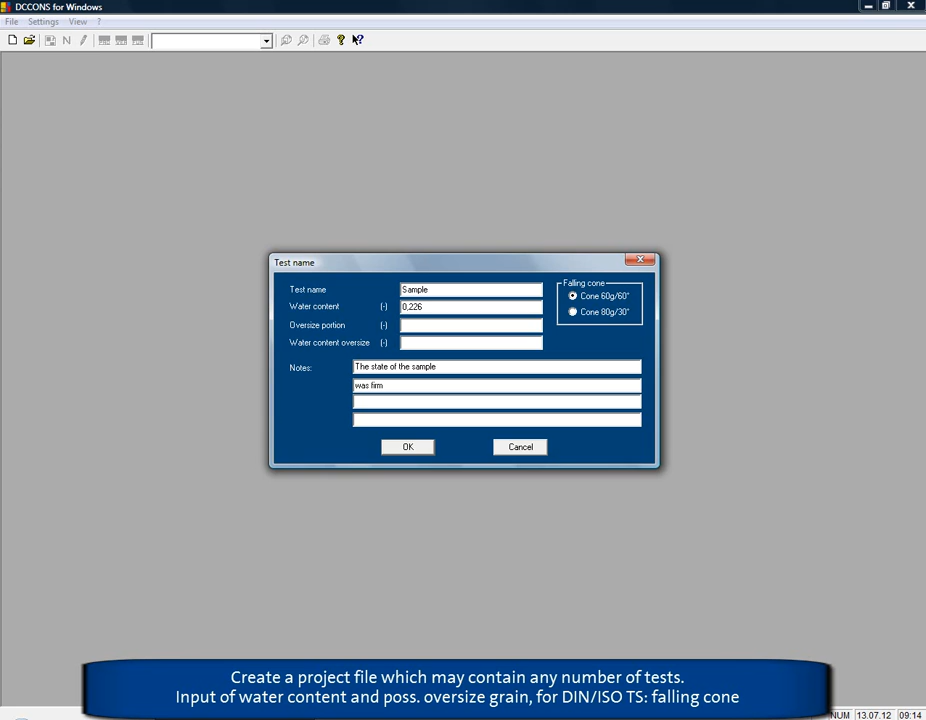 DCCONS for Windows
File Settings View ?
Test name
Test name Sample
Water content (-) 0,226
Oversize portion (-)
Water content oversize (-)
Falling cone
Cone 60g/60°
Cone 80g/30°
Notes: The state of the sample
was firm
OK Cancel
Create a project file which may contain any number of tests.
Input of water content and poss. oversize grain, for DIN/ISO TS: falling cone
NUM 13.07.12 09:14